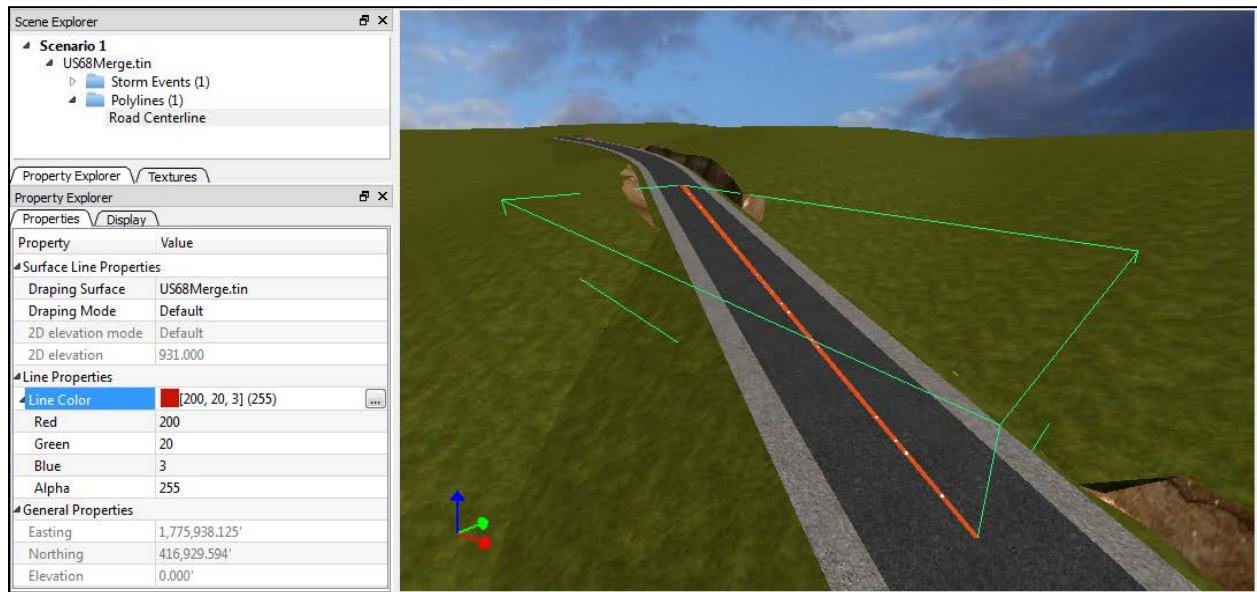 Scene Explorer
Scenario 1
US68Merge.tin
Storm Events (1)
Polylines (1)
Road Centerline
Property Explorer Textures
Property Explorer
Properties Display
Property Value
Surface Line Properties
Draping Surface US68Merge.tin
Draping Mode Default
2D elevation mode Default
2D elevation 931.000
Line Properties
Line Color [200, 20, 3] (255) ...
Red 200
Green 20
Blue 3
Alpha 255
General Properties
Easting 1,775,938.125'
Northing 416,929.594'
Elevation 0.000'